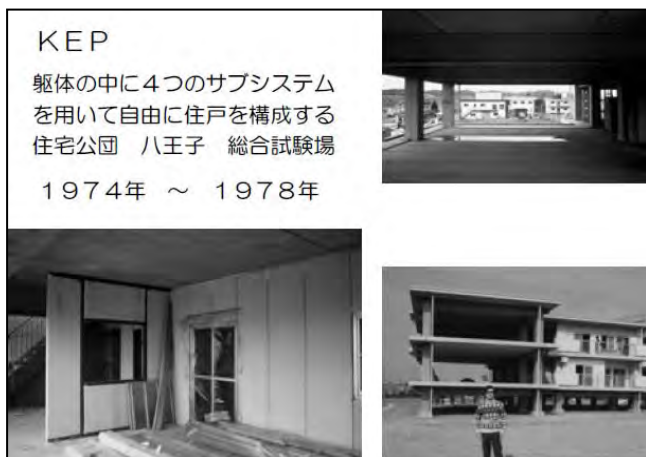 ＫＥＰ
躯体の中に４つのサブシステム
を用いて自由に住戸を構成する
住宅公団　八王子　総合試験場
１９７４年　～　１９７８年